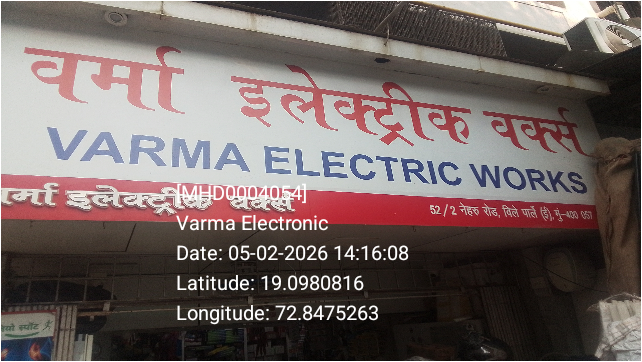 वर्मा इलेक्ट्रीक वर्क्स
VARMA ELECTRIC WORKS
वर्मा इलेक्ट्रीक वर्क्स
52/2 नेहरु रोड, विले पार्ले (ई), मुं-400 057
[MHD0004054]
Varma Electronic
Date: 05-02-2026 14:16:08
Latitude: 19.0980816
Longitude: 72.8475263